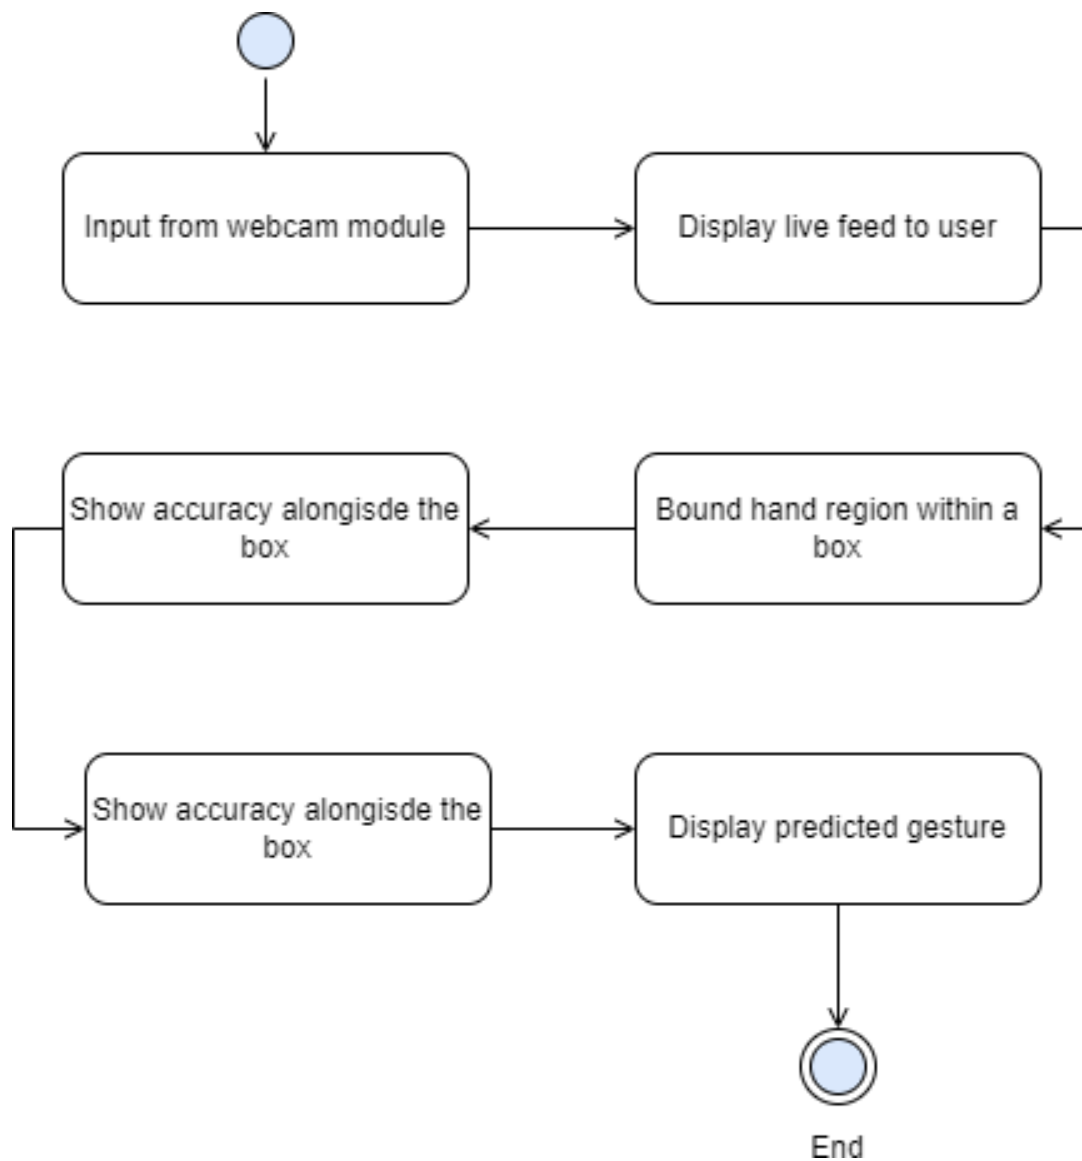 Input from webcam module
Display live feed to user
Bound hand region within a
box
Show accuracy alongisde the
box
Show accuracy alongisde the
box
Display predicted gesture
End